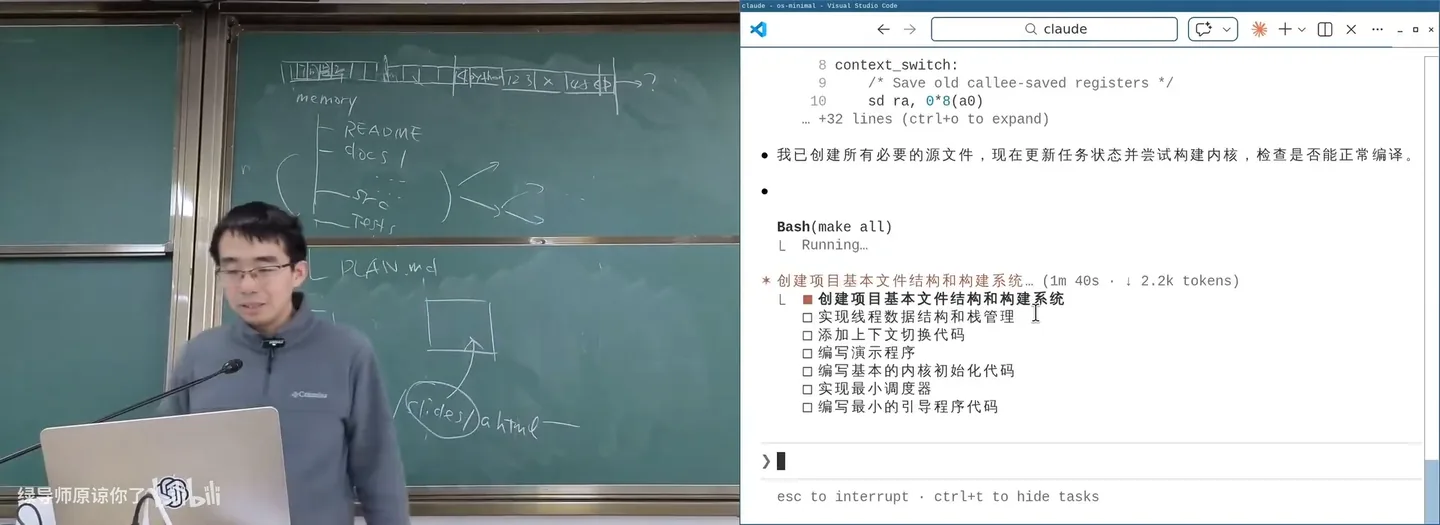 memory
README
docs /
src
Tests
PLAN.md
slides/ a.html
Columbia
绿导师原谅你了
bilibili
claude - os-minimal - Visual Studio Code
claude
8 context_switch:
9 /* Save old callee-saved registers */
10 sd ra, 0*8(a0)
… +32 lines (ctrl+o to expand)
● 我已创建所有必要的源文件，现在更新任务状态并尝试构建内核，检查是否能正常编译。
●
Bash(make all)
└ Running…
* 创建项目基本文件结构和构建系统… (1m 40s · ↓ 2.2k tokens)
└ ■ 创建项目基本文件结构和构建系统
□ 实现线程数据结构和栈管理
□ 添加上下文切换代码
□ 编写演示程序
□ 编写基本的内核初始化代码
□ 实现最小调度器
□ 编写最小的引导程序代码
❯
esc to interrupt · ctrl+t to hide tasks